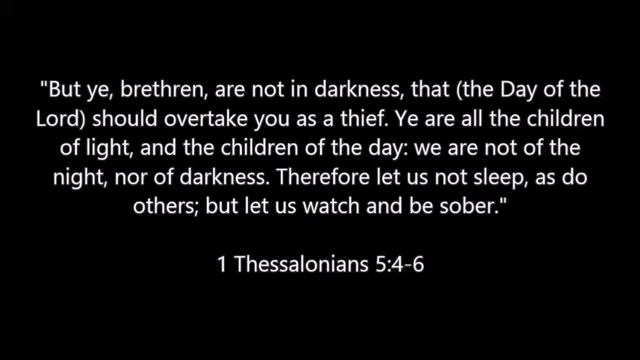 "But ye, brethren, are not in darkness, that (the Day of the
Lord) should overtake you as a thief. Ye are all the children
of light, and the children of the day: we are not of the
night, nor of darkness. Therefore let us not sleep, as do
others; but let us watch and be sober."
1 Thessalonians 5:4-6